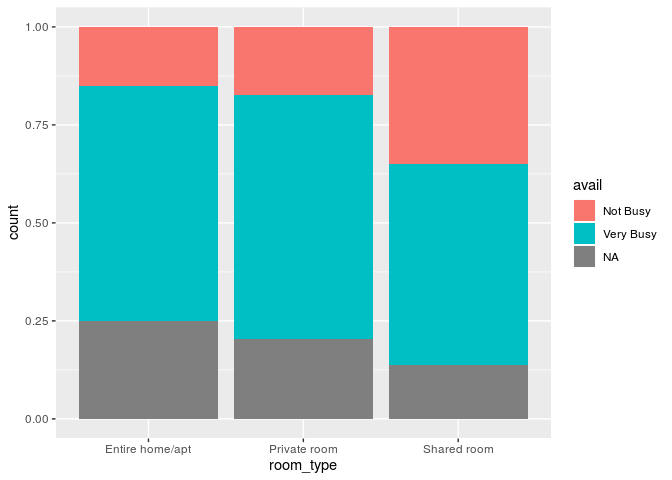 1.00
0.75
0.50
0.25
0.00
count
Entire home/apt
Private room
Shared room
room_type
avail
Not Busy
Very Busy
NA